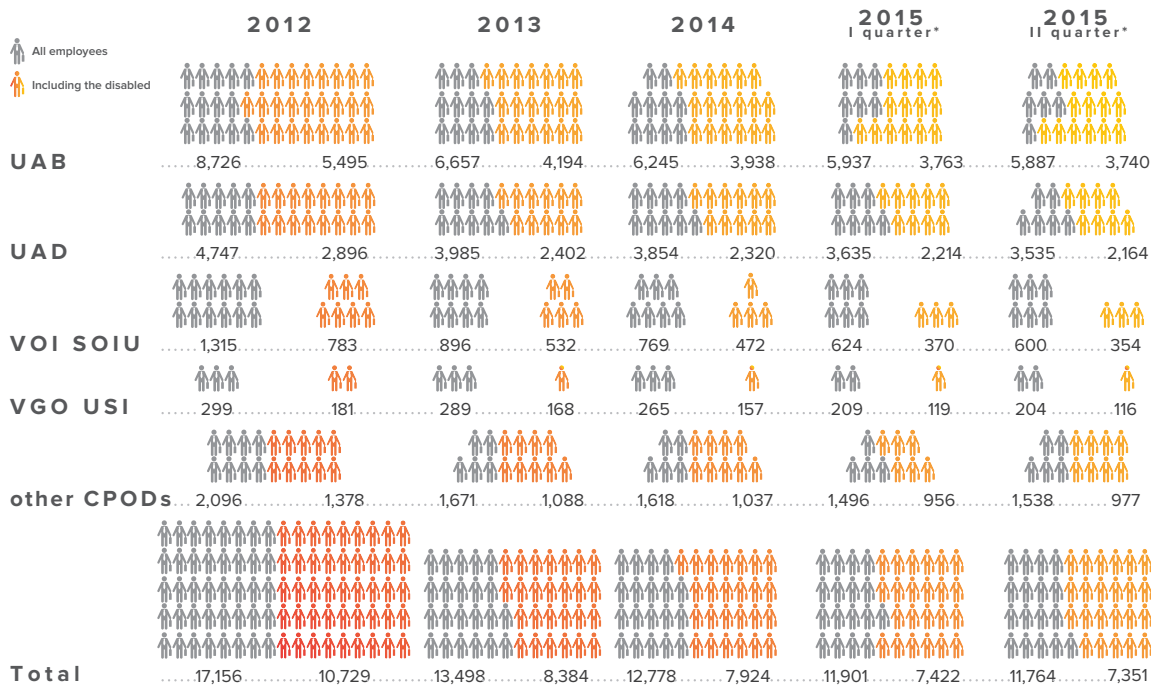 2012 2013 2014 2015 2015
I quarter* II quarter*
All employees
Including the disabled
UAB 8,726 5,495 6,657 4,194 6,245 3,938 5,937 3,763 5,887 3,740
UAD 4,747 2,896 3,985 2,402 3,854 2,320 3,635 2,214 3,535 2,164
VOI SOIU 1,315 783 896 532 769 472 624 370 600 354
VGO USI 299 181 289 168 265 157 209 119 204 116
other CPODs 2,096 1,378 1,671 1,088 1,618 1,037 1,496 956 1,538 977
Total 17,156 10,729 13,498 8,384 12,778 7,924 11,901 7,422 11,764 7,351